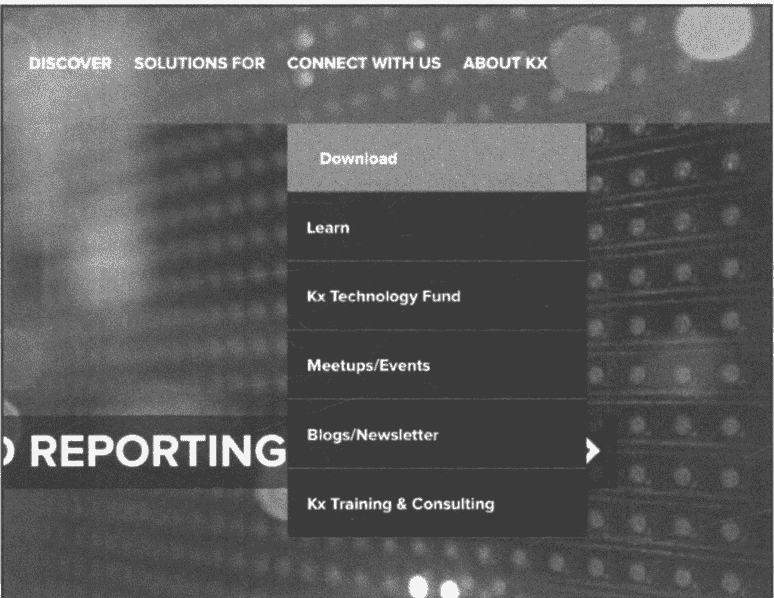 DISCOVER SOLUTIONS FOR CONNECT WITH US ABOUT KX
Download
Learn
Kx Technology Fund
Meetups/Events
REPORTING
Blogs/Newsletter
Kx Training & Consulting